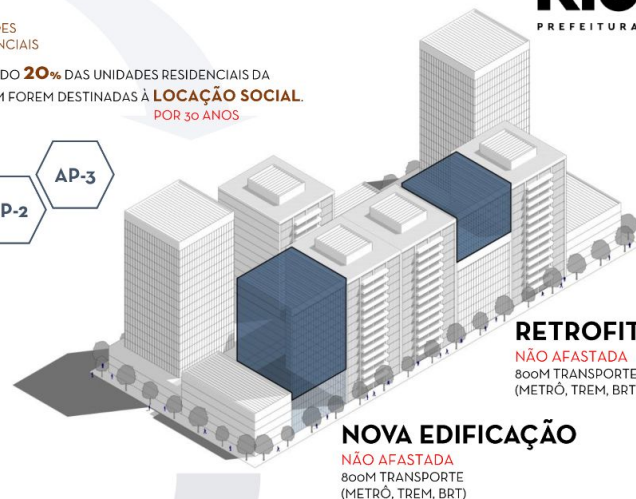 PREFEITURA
DO 20% DAS UNIDADES RESIDENCIAIS DA
FOREM DESTINADAS À LOCAÇÃO SOCIAL.
POR 30 ANOS
AP-3
P-2
RETROFIT
NÃO AFASTADA
800M TRANSPORTE
(METRÔ, TREM, BRT
NOVA EDIFICAÇÃO
NÃO AFASTADA
800M TRANSPORTE
(METRÔ, TREM, BRT)